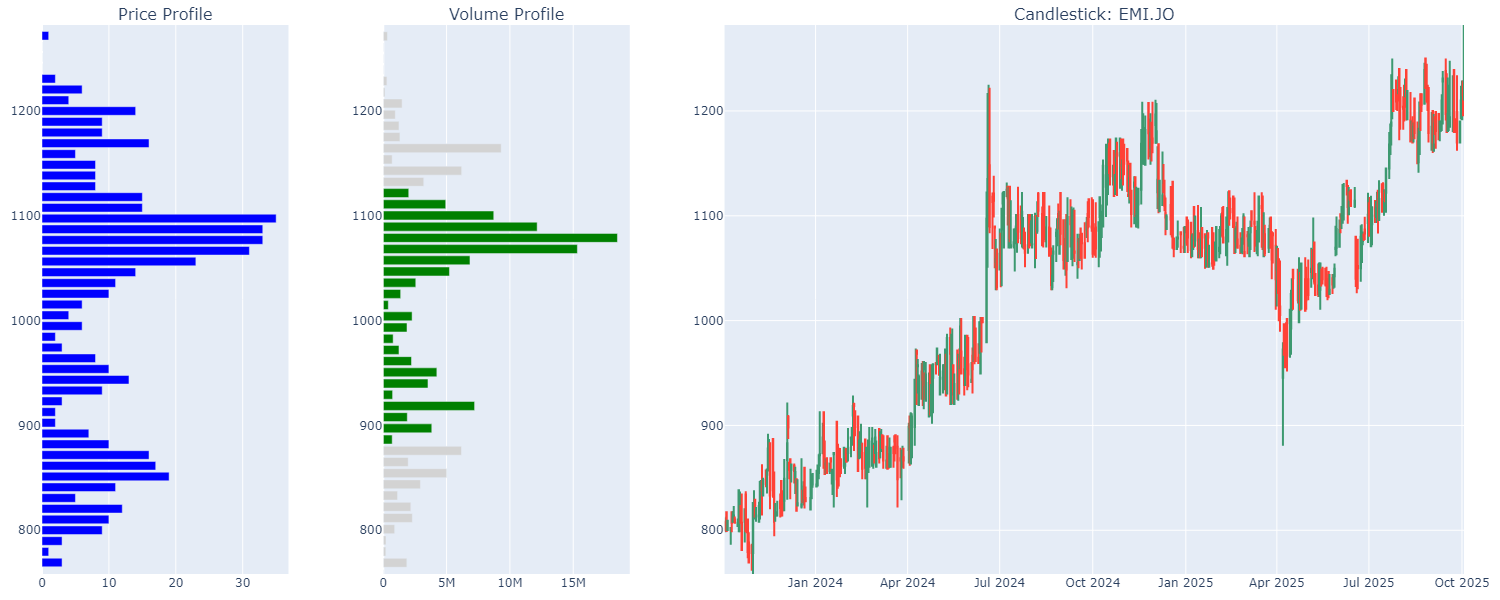 Price Profile
Volume Profile
Candlestick: EMI.JO
1200
1100
1000
900
800
0
10
20
30
1200
1100
1000
900
800
0
5M
10M
15M
1200
1100
1000
900
800
Jan 2024
Apr 2024
Jul 2024
Oct 2024
Jan 2025
Apr 2025
Jul 2025
Oct 2025